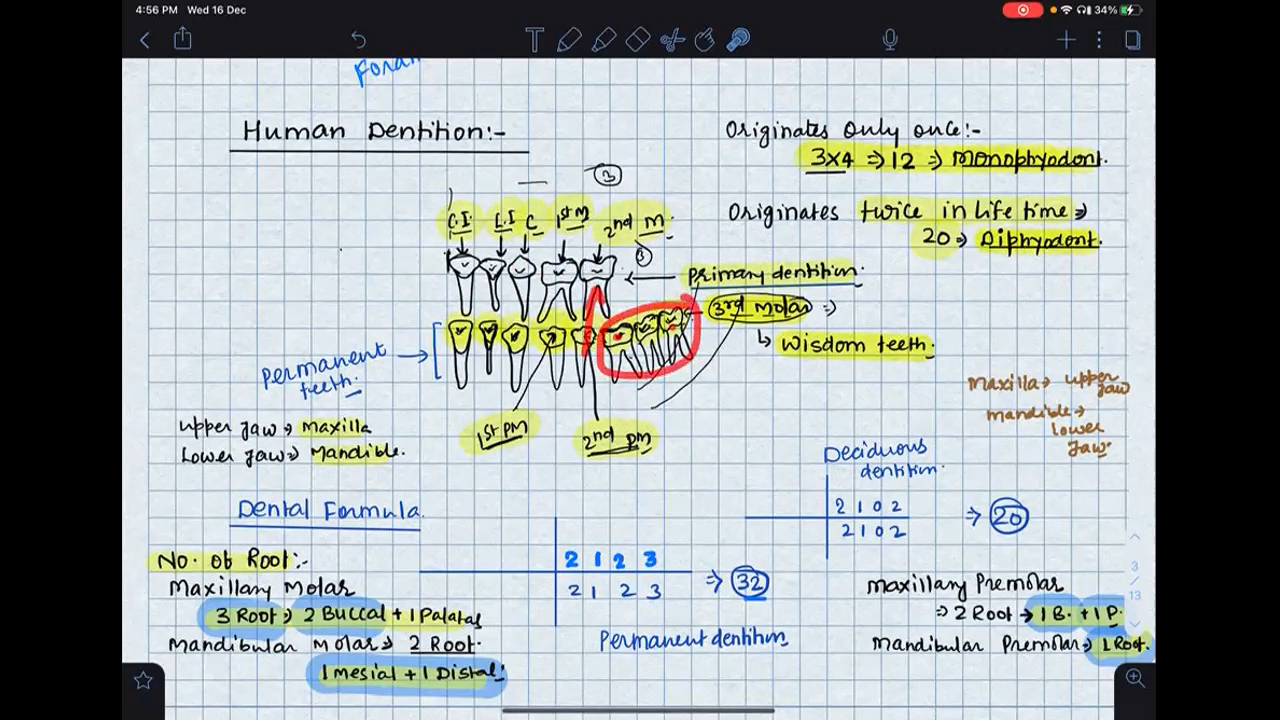 4:56 PM Wed 16 Dec
34%
Human Dentition:-
Originates only once:-
3x4 => 12 => Monophyodont.
③
C.I. L.I C 1st M 2nd M.
Originates twice in life time =>
20 => Diphyodont.
③
Primary dentition.
3rd Molar =>
↳ Wisdom teeth.
Permanent teeth. →
Maxilla → upper jaw
mandible → lower jaw.
upper jaw → maxilla
Lower jaw => Mandible.
1st PM
2nd PM
Deciduous dentition.
2 1 0 2
2 1 0 2
=> 20
Dental Formula.
2 1 2 3
2 1 2 3
=> 32
Permanent dentition
No. of Root:-
Maxillary Molar
3 Root → 2 Buccal + 1 Palatal
Mandibular Molar → 2 Root.
1 mesial + 1 Distal.
Maxillary Premolar
=> 2 Root → 1 B. + 1 P.
Mandibular Premolar → 1 Root.
3 / 13